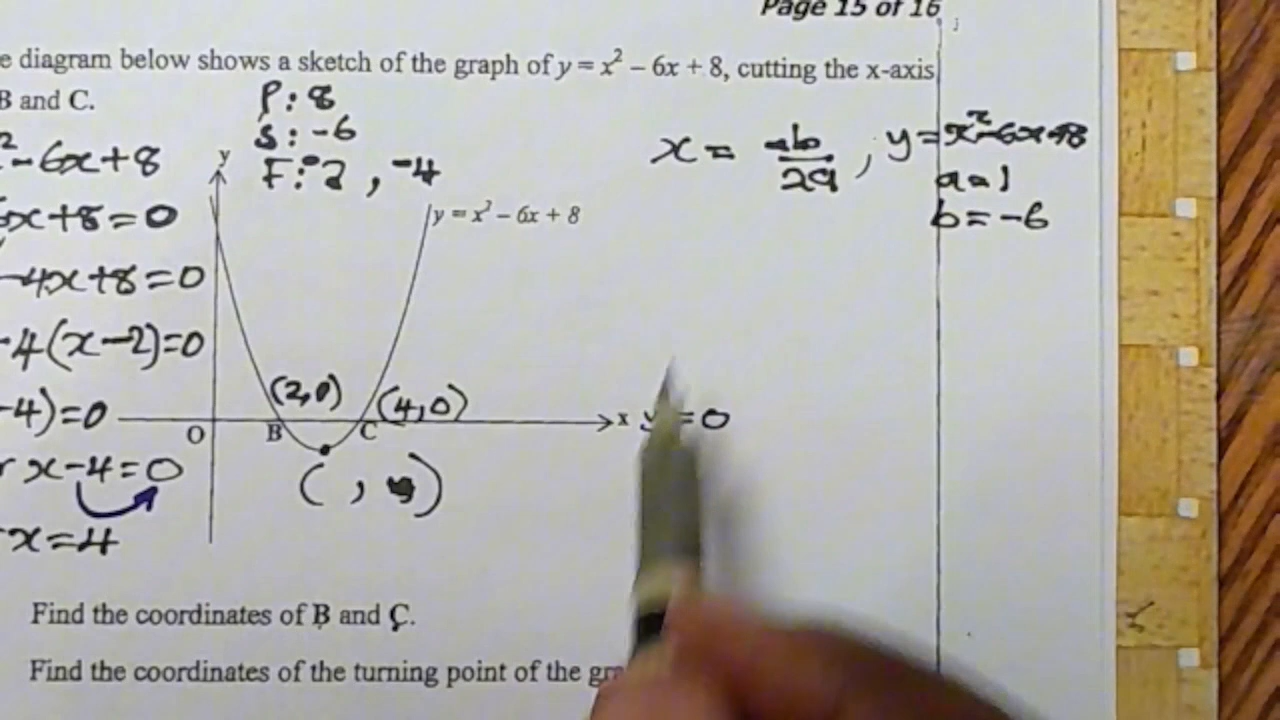 Page 15 of 16
e diagram below shows a sketch of the graph of y = x² – 6x + 8, cutting the x-axis
B and C.
P: 8
S: -6
F: -2, -4
x = -b/2a, y = x² - 6x + 8
a = 1
b = -6
² - 6x + 8
6x + 8 = 0
- 4x + 8 = 0
- 4(x - 2) = 0
- 4) = 0
x - 4 = 0
x = 4
y
y = x² – 6x + 8
(2,0)
(4,0)
O
B
C
x
y = 0
( , )
Find the coordinates of B and C.
Find the coordinates of the turning point of the gr